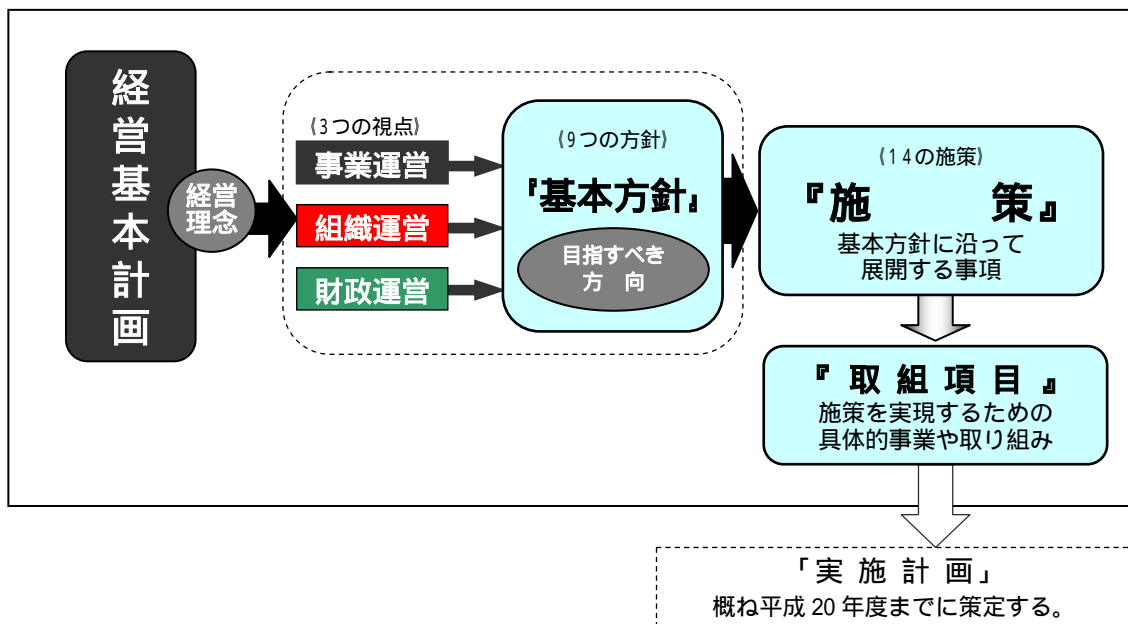 経営基本計画
経営
理念
(3つの視点)
事業運営
組織運営
財政運営
(9つの方針)
『基本方針』
目指すべき
方　向
(14の施策)
『施　　策』
基本方針に沿って
展開する事項
『取組項目』
施策を実現するための
具体的事業や取り組み
「実施計画」
概ね平成20年度までに策定する。